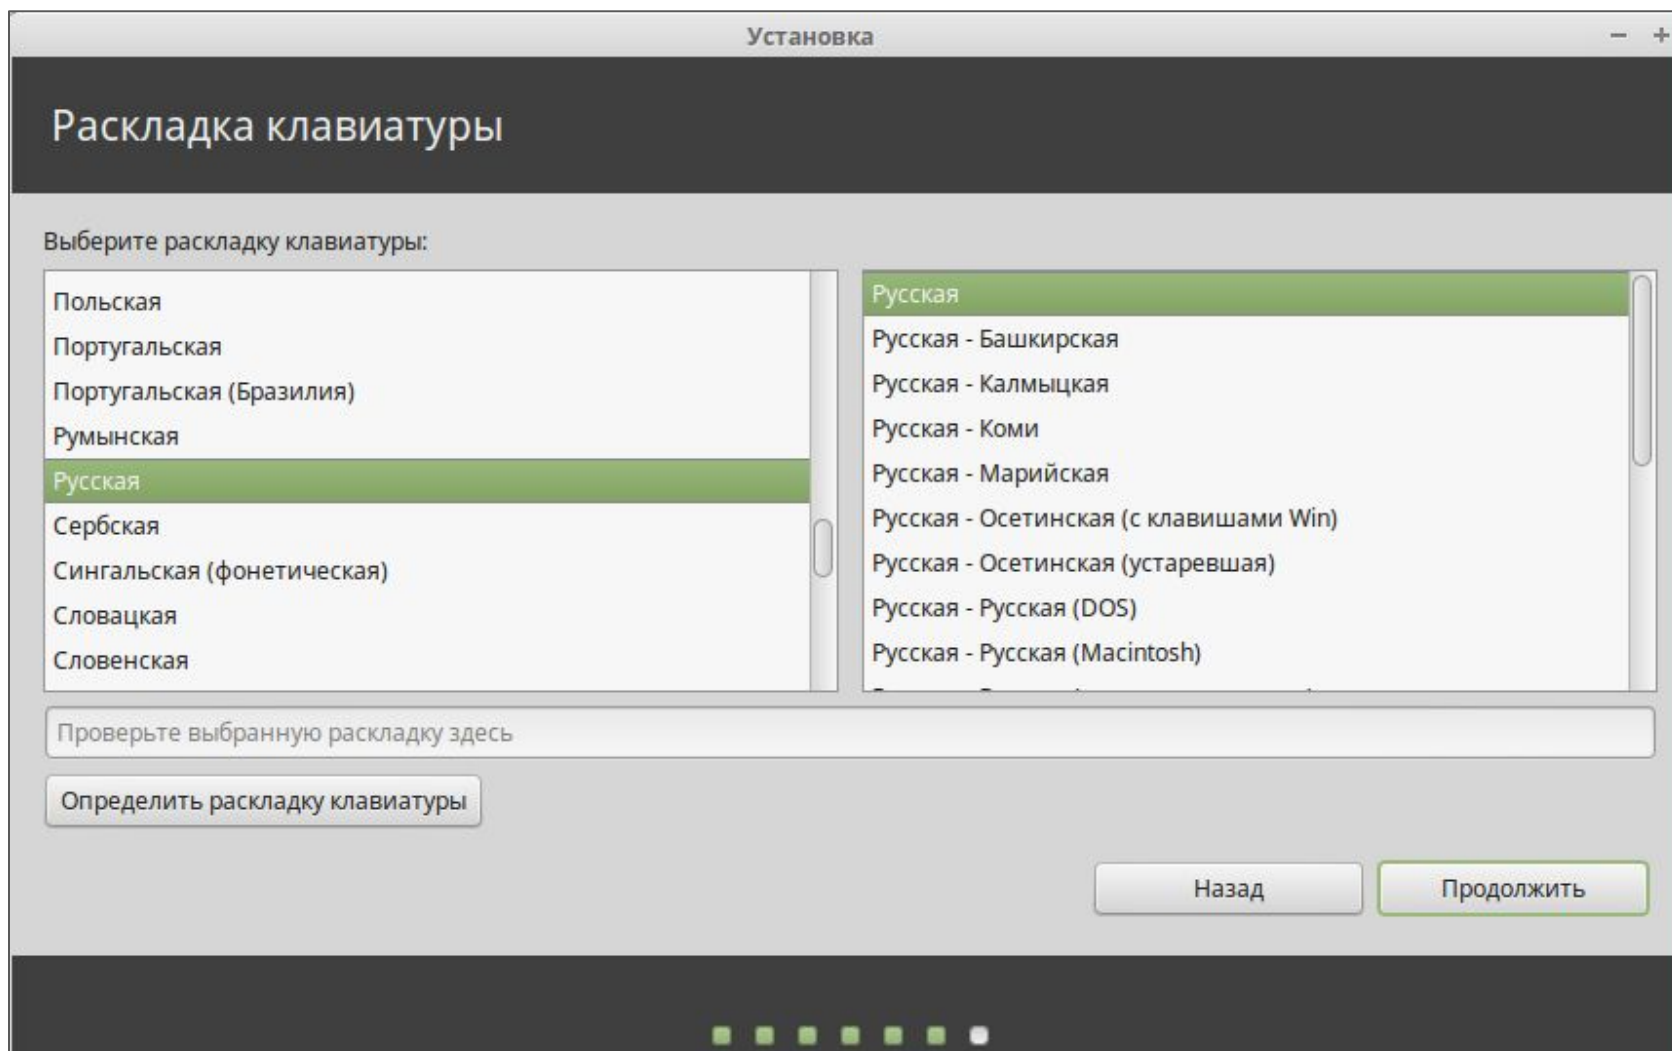 Установка
Раскладка клавиатуры
Выберите раскладку клавиатуры:
Польская
Португальская
Португальская (Бразилия)
Румынская
Русская
Сербская
Сингальская (фонетическая)
Словацкая
Словенская
Русская
Русская - Башкирская
Русская - Калмыцкая
Русская - Коми
Русская - Марийская
Русская - Осетинская (с клавишами Win)
Русская - Осетинская (устаревшая)
Русская - Русская (DOS)
Русская - Русская (Macintosh)
Проверьте выбранную раскладку здесь
Определить раскладку клавиатуры
Назад
Продолжить